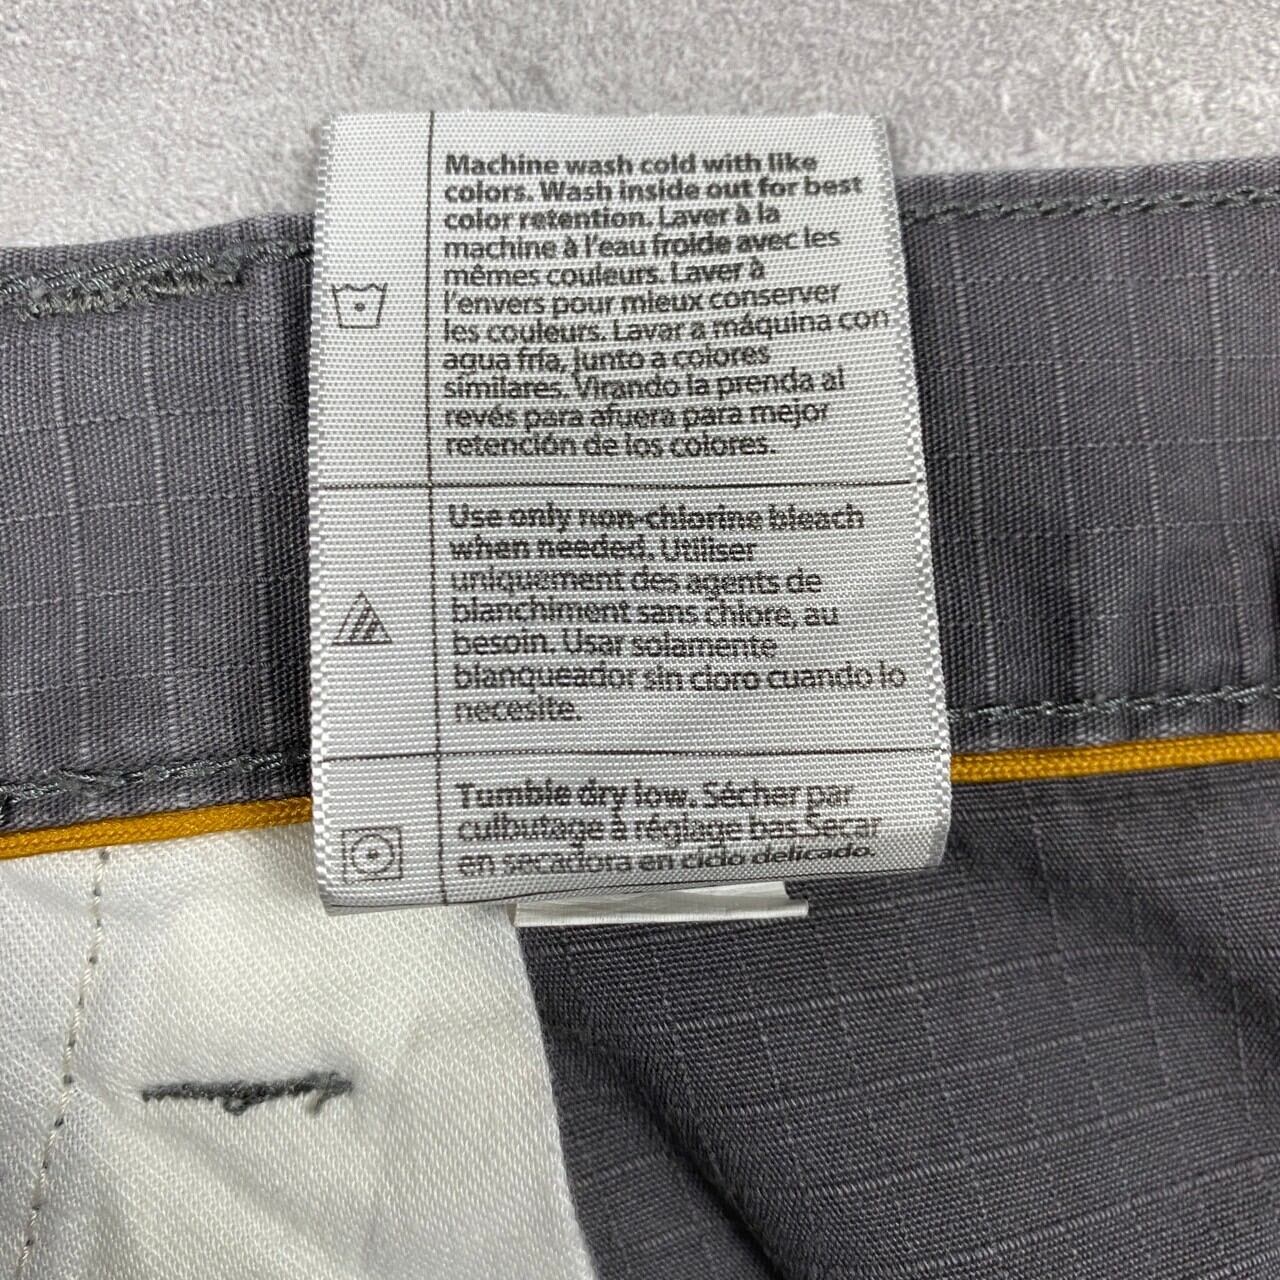 Machine wash cold with like
colors. Wash inside out for best
color retention. Laver à la
machine à l'eau froide avec les
mêmes couleurs. Laver à
l'envers pour mieux conserver
les couleurs. Lavar a máquina con
agua fría, junto a colores
similares. Virando la prenda al
revés para afuera para mejor
retención de los colores.
Use only non-chlorine bleach
when needed. Utiliser
uniquement des agents de
blanchiment sans chlore, au
besoin. Usar solamente
blanqueador sin cloro cuando lo
necesite.
Tumble dry low. Sécher par
culbutage à réglage bas.Secar
en secadora en ciclo delicado.